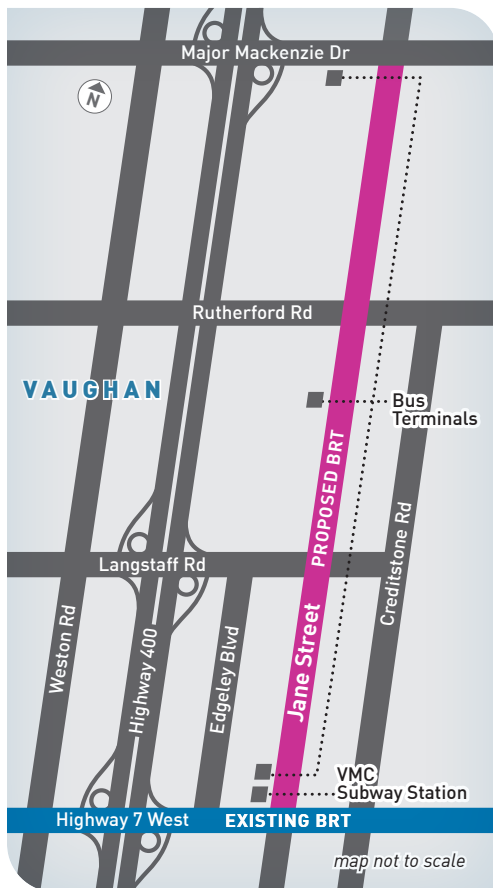 Major Mackenzie Dr
N
Rutherford Rd
VAUGHAN
Bus
Terminals
PROPOSED BRT
Jane Street
Creditstone Rd
Langstaff Rd
Weston Rd
Highway 400
Edgeley Blvd
VMC
Subway Station
Highway 7 West
EXISTING BRT
map not to scale